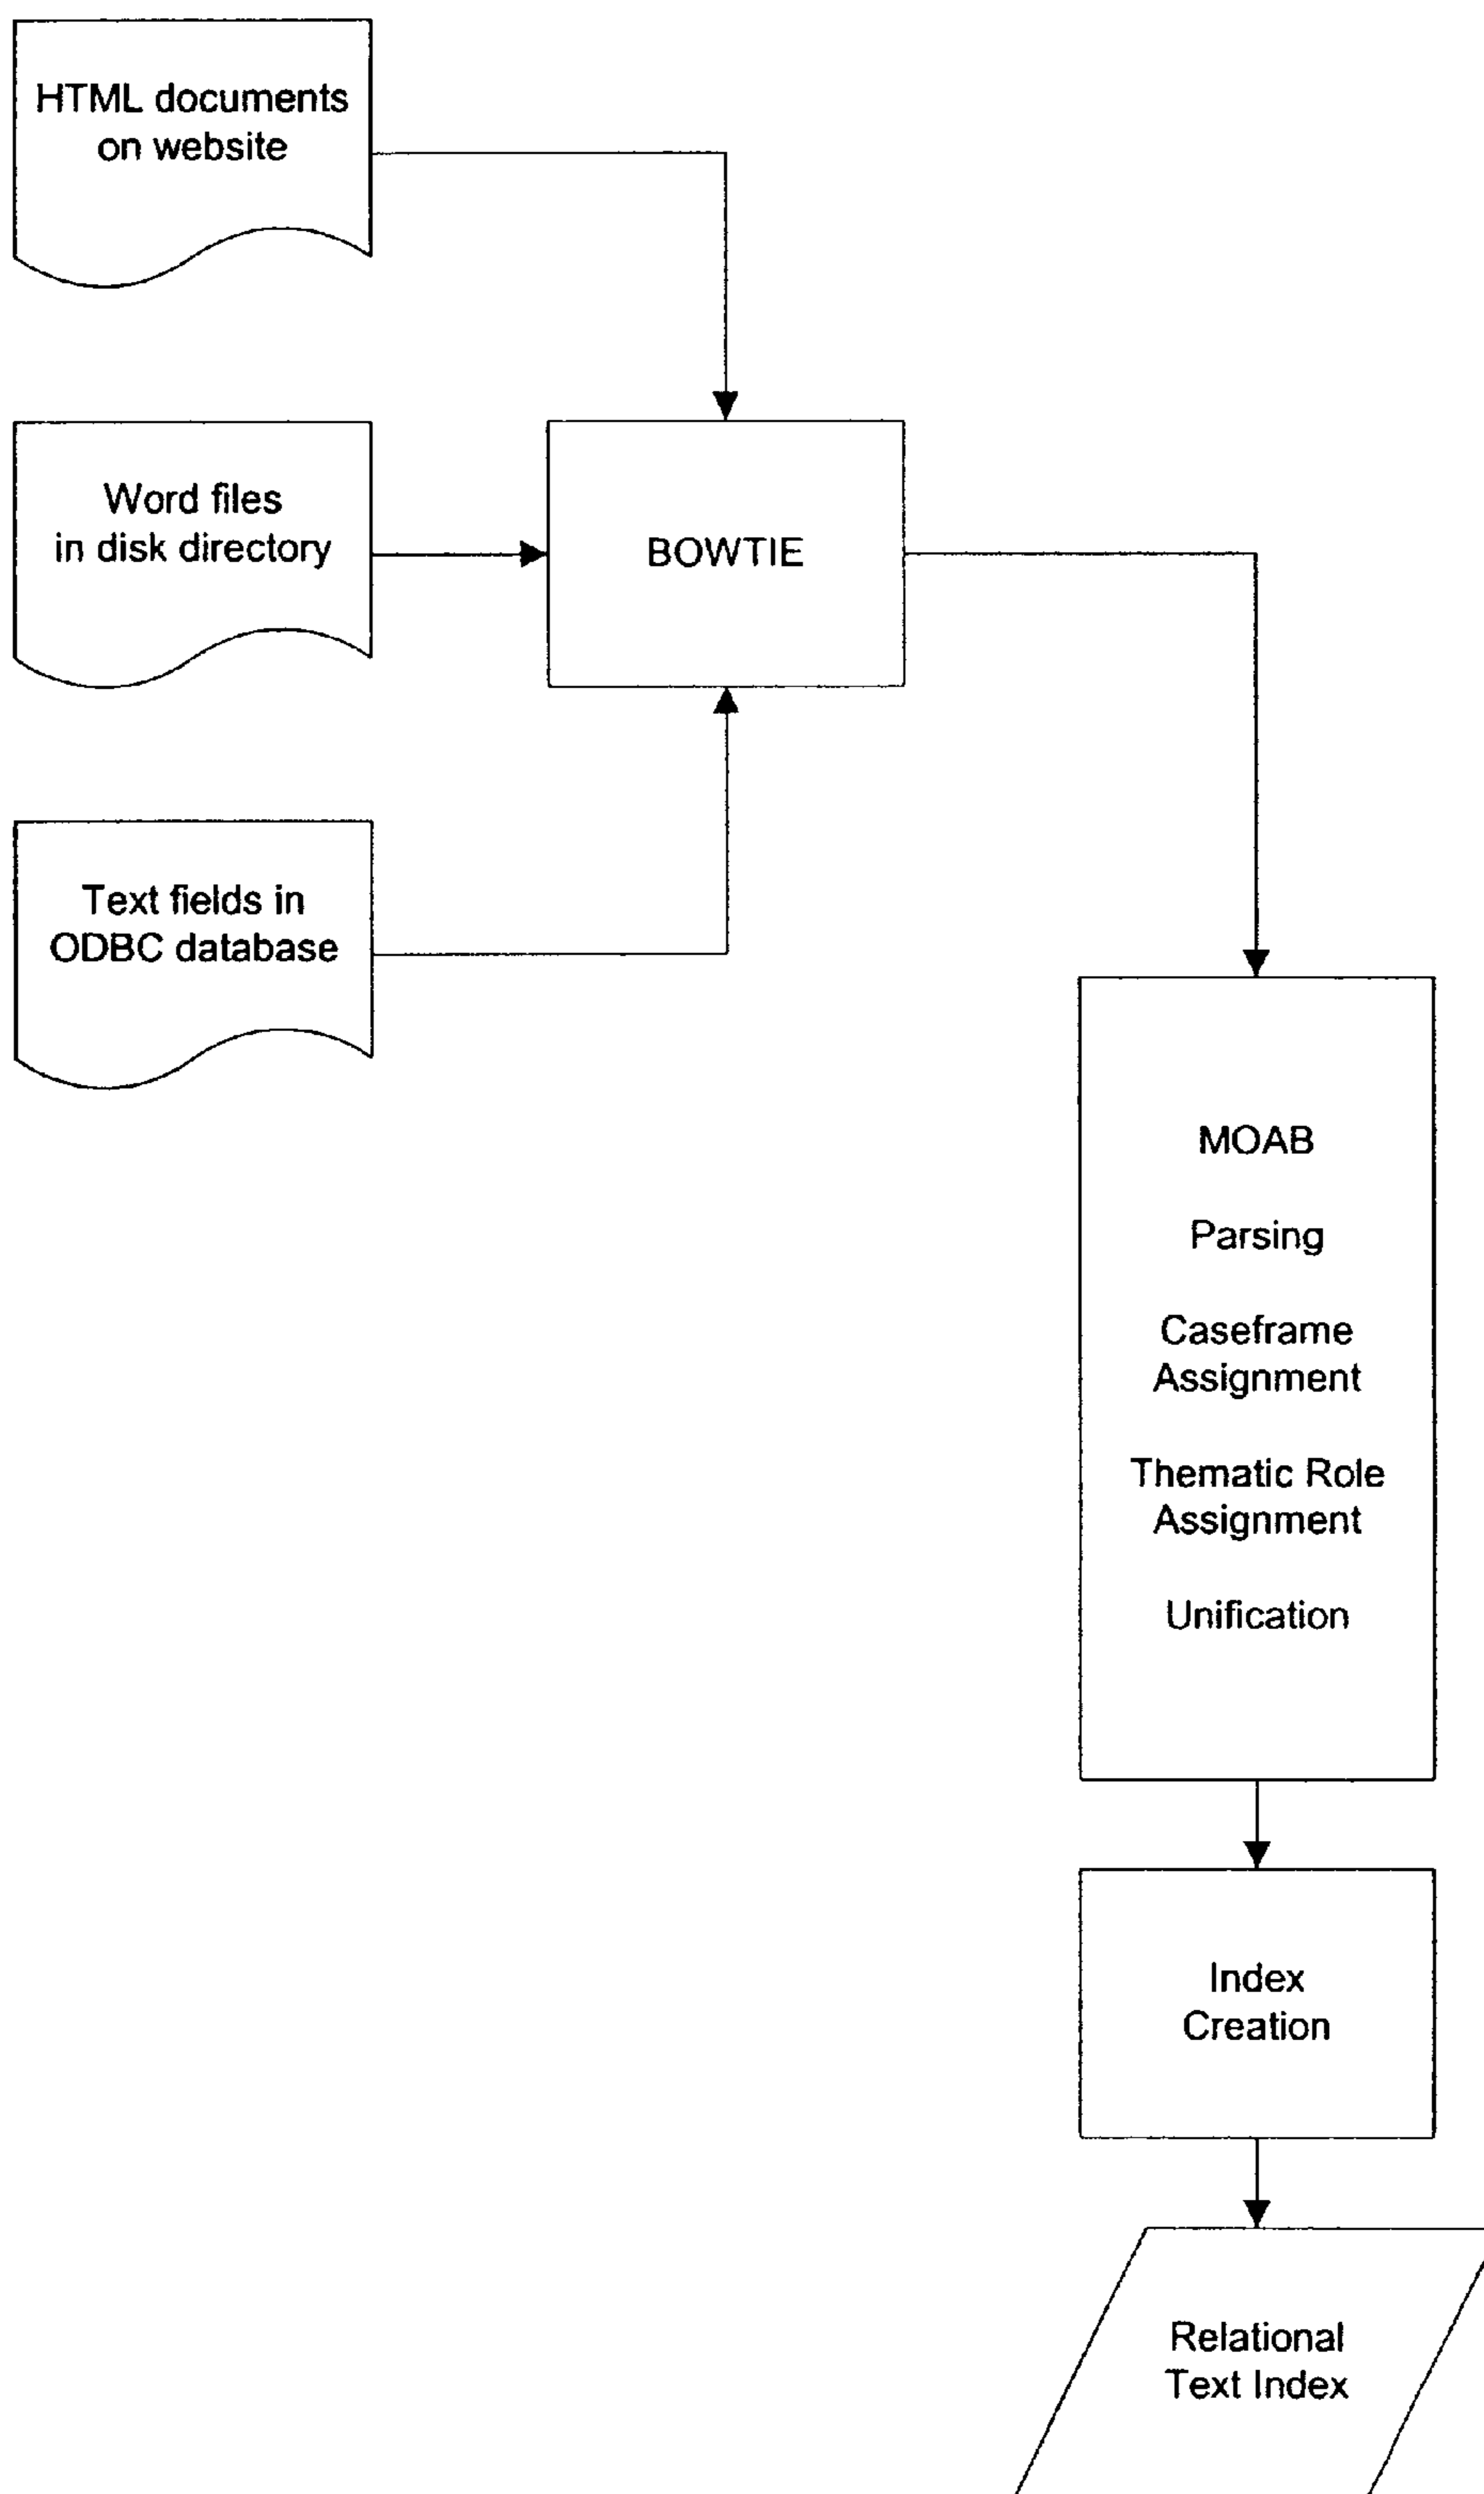 HTML documents
on website
Word files
in disk directory
BOWTIE
Text fields in
ODBC database
MOAB
Parsing
Caseframe
Assignment
Thematic Role
Assignment
Unification
Index
Creation
Relational
Text Index